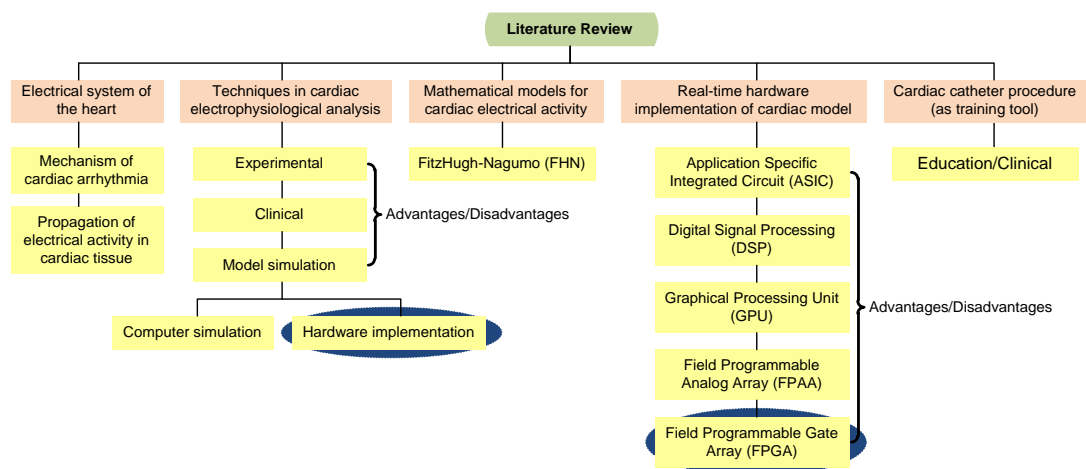 Literature Review
Electrical system of
the heart
Techniques in cardiac
electrophysiological analysis
Mathematical models for
cardiac electrical activity
Real-time hardware
implementation of cardiac model
Cardiac catheter procedure
(as training tool)
Mechanism of
cardiac arrhythmia
Propagation of
electrical activity in
cardiac tissue
Experimental
Clinical
Model simulation
Advantages/Disadvantages
Computer simulation
Hardware implementation
FitzHugh-Nagumo (FHN)
Application Specific
Integrated Circuit (ASIC)
Digital Signal Processing
(DSP)
Graphical Processing Unit
(GPU)
Field Programmable
Analog Array (FPAA)
Field Programmable Gate
Array (FPGA)
Advantages/Disadvantages
Education/Clinical